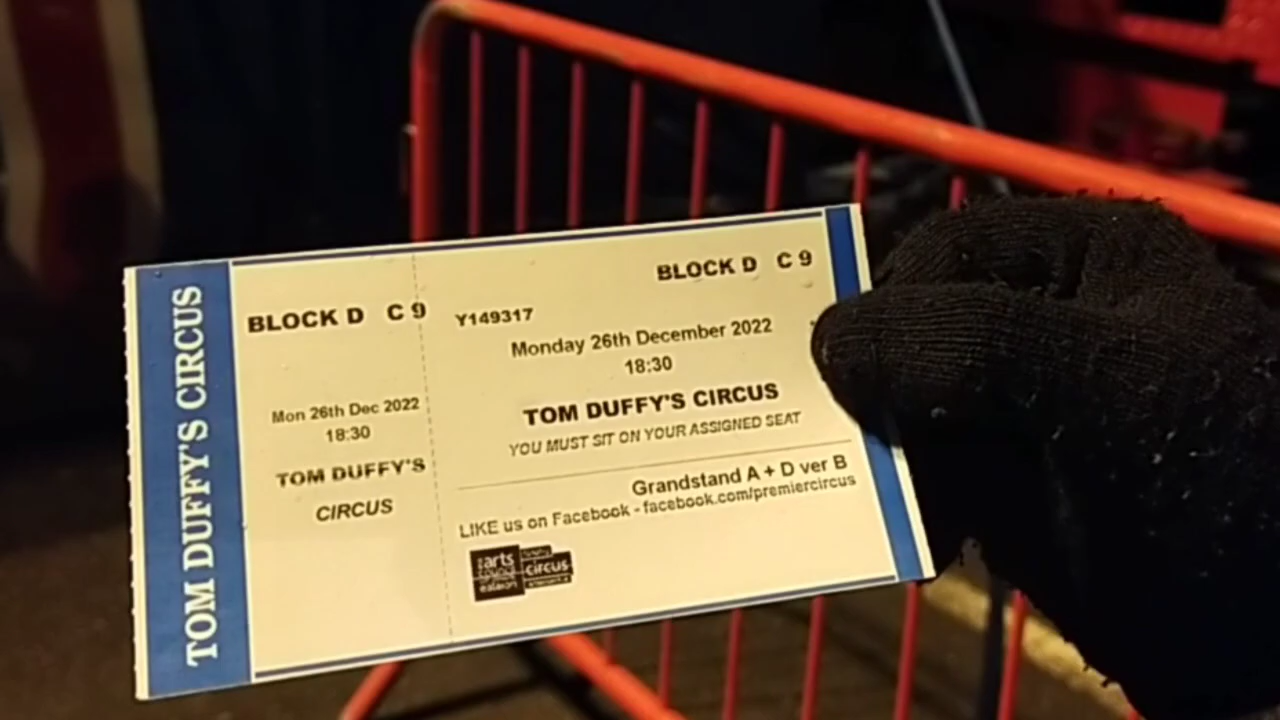 TOM DUFFY'S CIRCUS
BLOCK D C 9
Mon 26th Dec 2022
18:30
TOM DUFFY'S
CIRCUS
BLOCK D C 9
Y149317
Monday 26th December 2022
18:30
TOM DUFFY'S CIRCUS
YOU MUST SIT ON YOUR ASSIGNED SEAT
Grandstand A + D ver B
LIKE us on Facebook - facebook.com/premiercircus
arts
circus